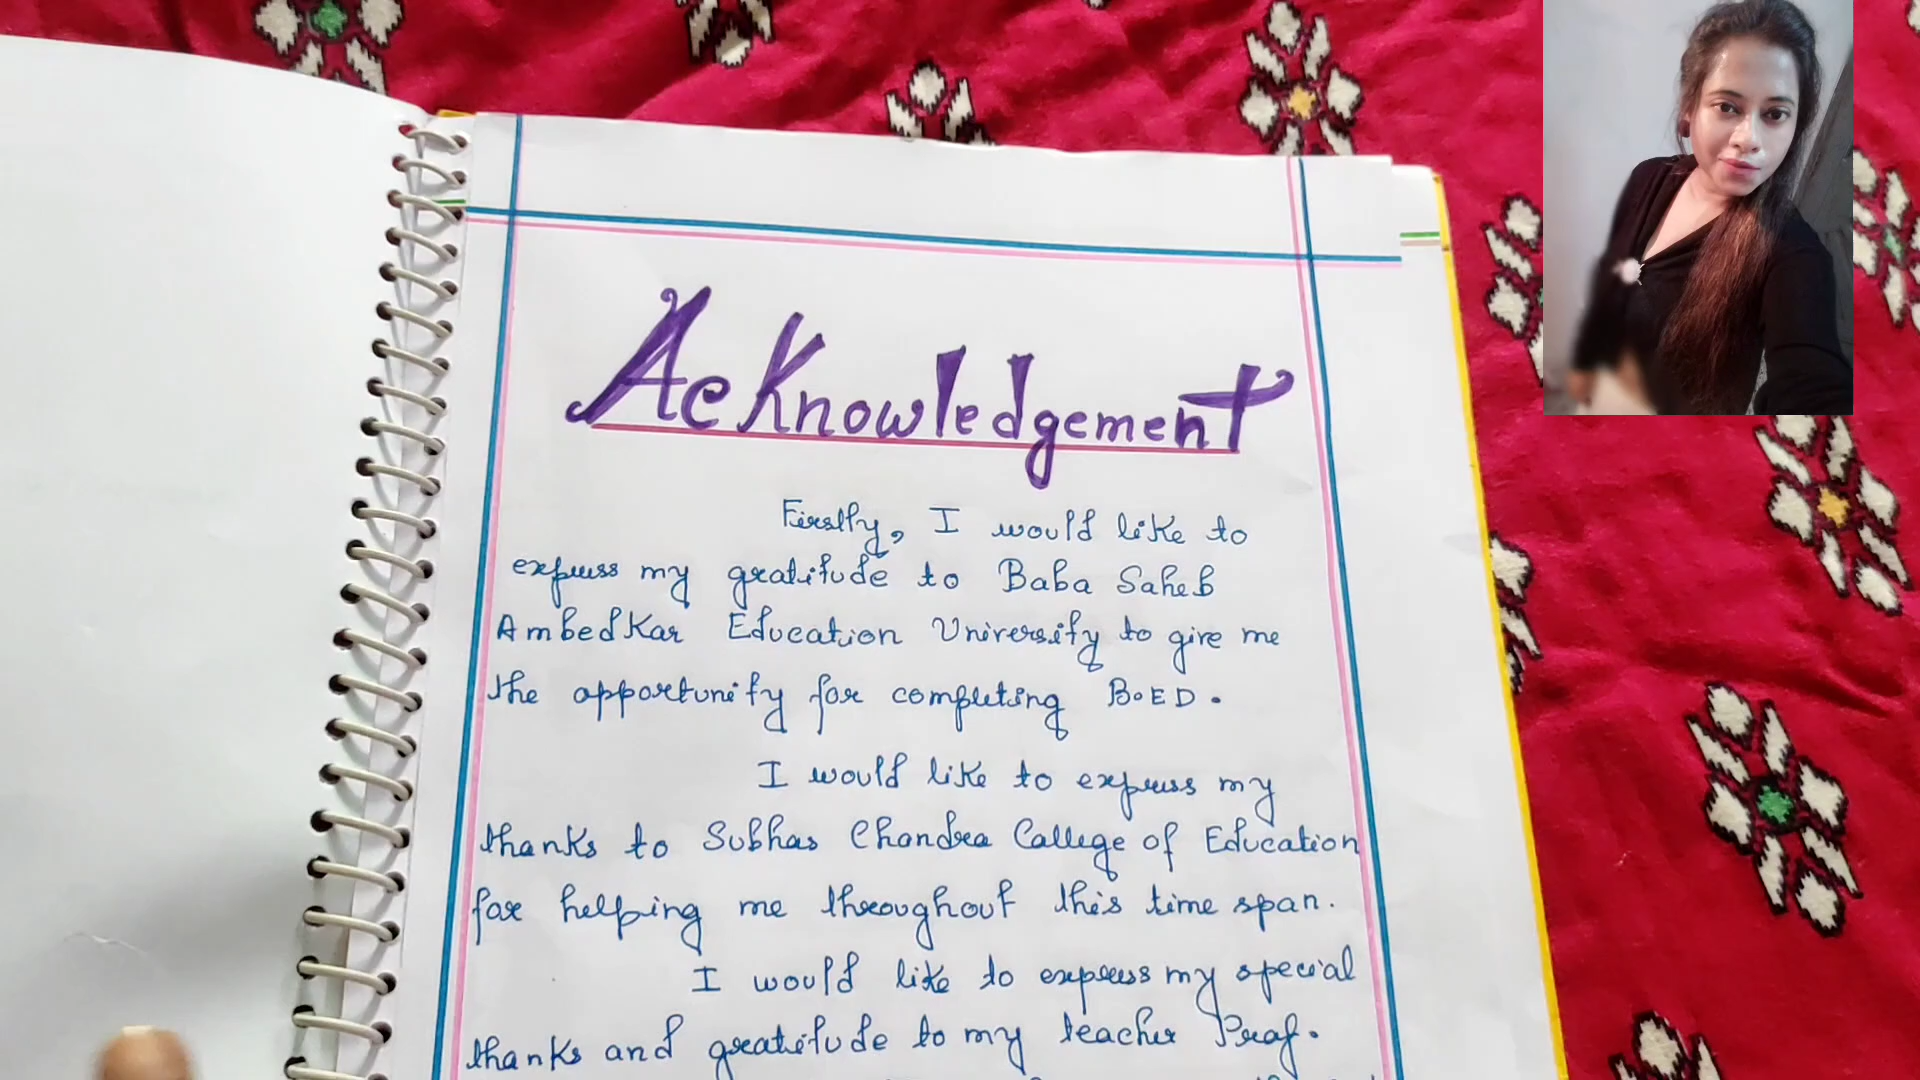 Acknowledgement
Firstly, I would like to
express my gratitude to Baba Saheb
Ambedkar Education University to give me
the opportunity for completing B.ED.
I would like to express my
thanks to Subhas Chandra College of Education
for helping me throughout this time span.
I would like to express my special
thanks and gratitude to my teacher Prof.